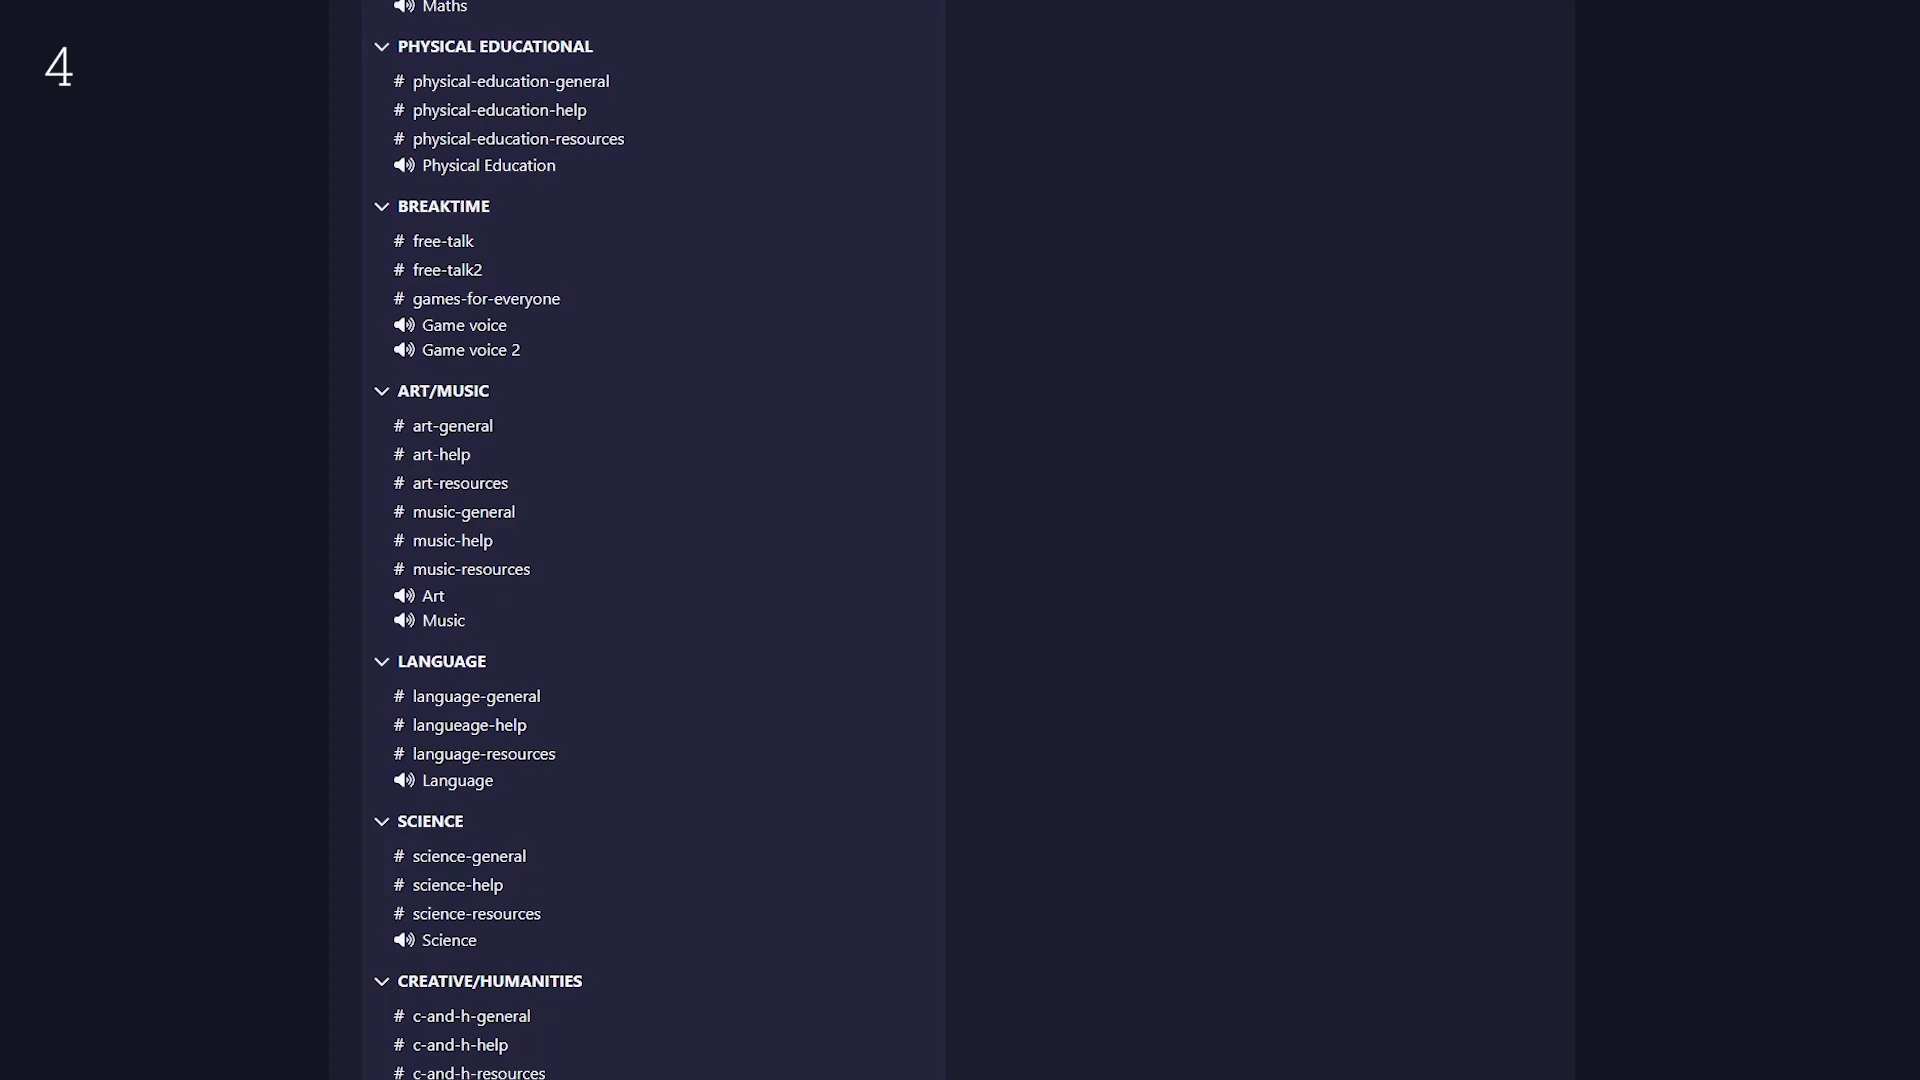 4
Maths
PHYSICAL EDUCATIONAL
# physical-education-general
# physical-education-help
# physical-education-resources
Physical Education
BREAKTIME
# free-talk
# free-talk2
# games-for-everyone
Game voice
Game voice 2
ART/MUSIC
# art-general
# art-help
# art-resources
# music-general
# music-help
# music-resources
Art
Music
LANGUAGE
# language-general
# langueage-help
# language-resources
Language
SCIENCE
# science-general
# science-help
# science-resources
Science
CREATIVE/HUMANITIES
# c-and-h-general
# c-and-h-help
# c-and-h-resources